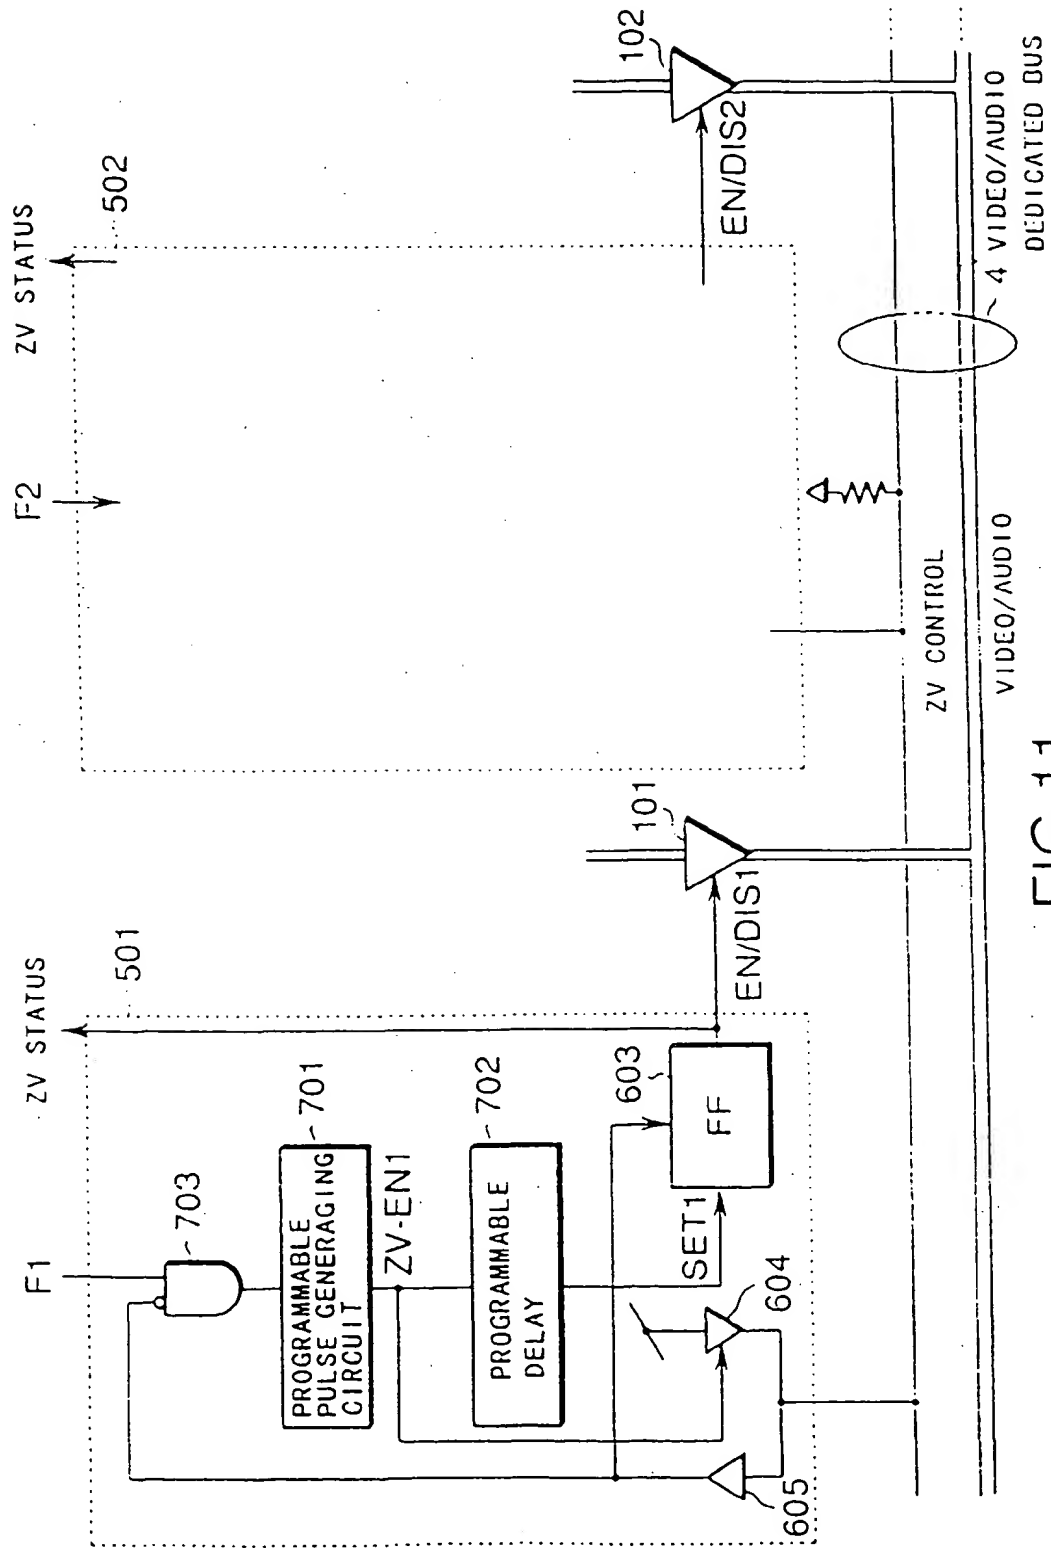 ZV STATUS
F1
501
703
PROGRAMMABLE
PULSE GENERAGING
CIRCUIT
701
ZV-EN1
PROGRAMMABLE
DELAY
702
SET1
FF
603
604
605
EN/DIS1
101
ZV STATUS
F2
502
EN/DIS2
102
ZV CONTROL
VIDEO/AUDIO
4 VIDEO/AUDIO
DEDICATED BUS
FIG.11